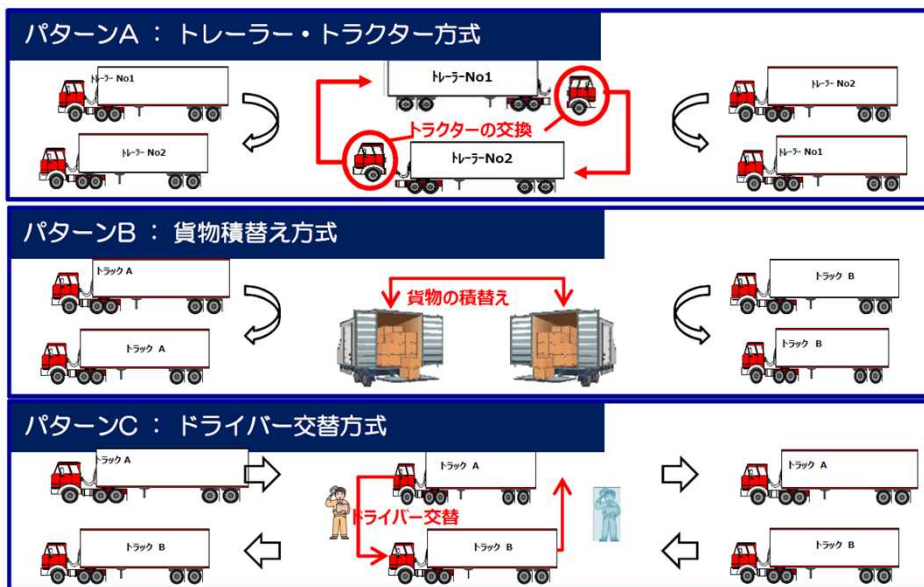 パターンA : トレーラー・トラクター方式
トレーラーNo1
トレーラーNo1
トレーラーNo2
トラクターの交換
トレーラーNo2
トレーラーNo2
トレーラーNo1
パターンB : 貨物積替え方式
トラック A
トラック B
貨物の積替え
トラック A
トラック B
パターンC : ドライバー交替方式
トラック A
トラック A
トラック A
ドライバー交替
トラック B
トラック B
トラック B